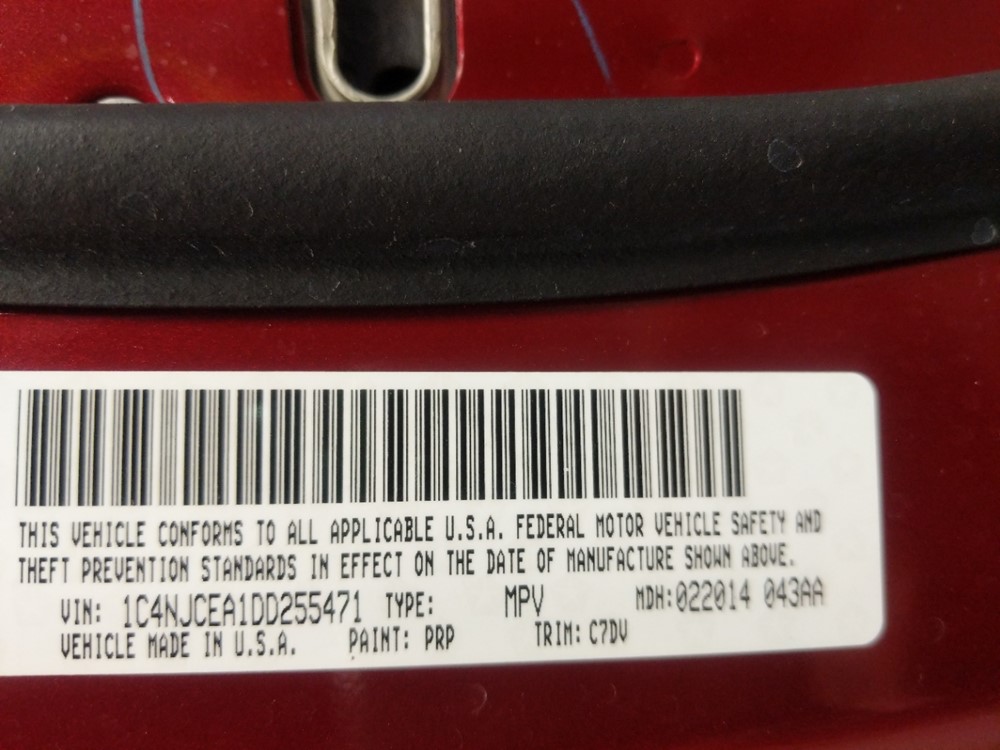 THIS VEHICLE CONFORMS TO ALL APPLICABLE U.S.A. FEDERAL MOTOR VEHICLE SAFETY AND
THEFT PREVENTION STANDARDS IN EFFECT ON THE DATE OF MANUFACTURE SHOWN ABOVE.
VIN: 1C4NJCEA1DD255471 TYPE: MPV MDH:022014 043AA
VEHICLE MADE IN U.S.A. PAINT: PRP TRIM: C7DV